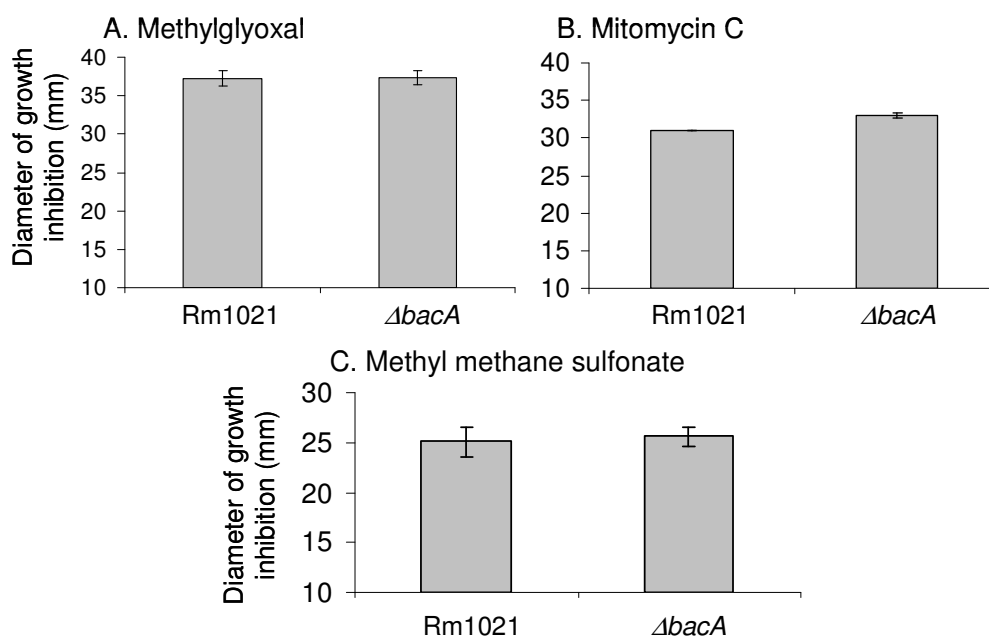 A. Methylglyoxal
Diameter of growth
inhibition (mm)
40
35
30
25
20
15
10
Rm1021 ΔbacA
B. Mitomycin C
40
35
30
25
20
15
10
Rm1021 ΔbacA
C. Methyl methane sulfonate
Diameter of growth
inhibition (mm)
30
25
20
15
10
Rm1021 ΔbacA